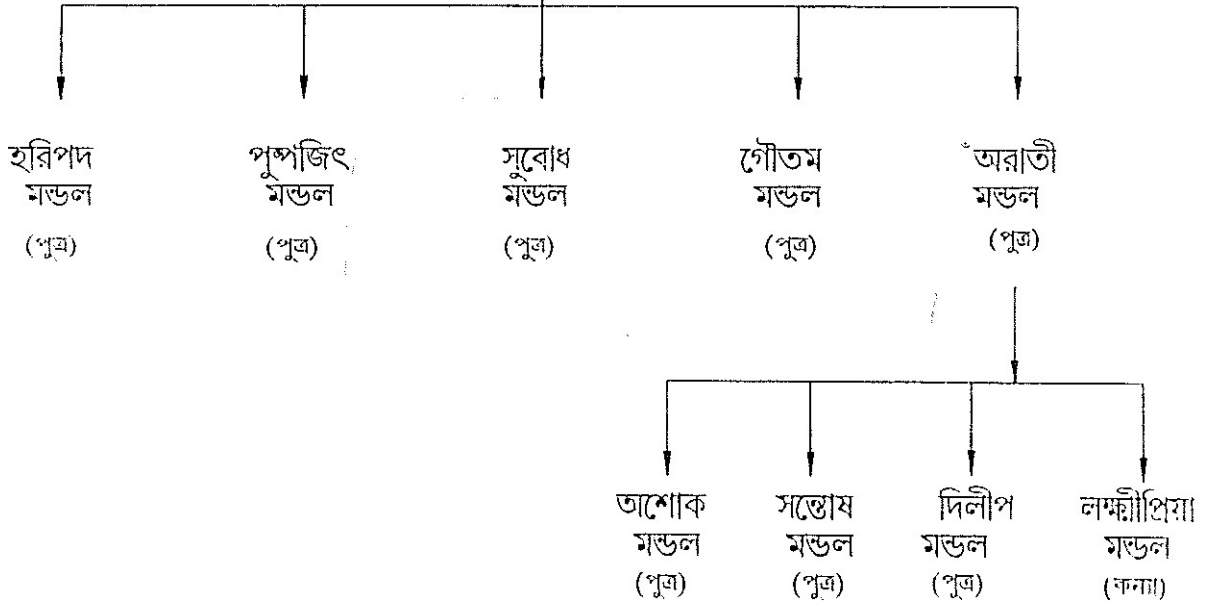 হরিপদ পুষ্পজিৎ সুবোধ গৌতম ঁঅরাতী
মন্ডল মন্ডল মন্ডল মন্ডল মন্ডল
(পুত্র) (পুত্র) (পুত্র) (পুত্র) (পুত্র)
অশোক সন্তোষ দিলীপ লক্ষ্মীপ্রিয়া
মন্ডল মন্ডল মন্ডল মন্ডল
(পুত্র) (পুত্র) (পুত্র) (কন্যা)